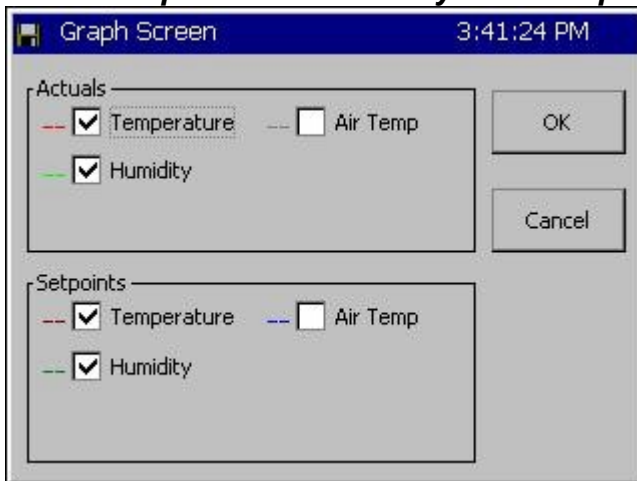 Graph Screen 3:41:24 PM
Actuals
Temperature Air Temp
Humidity
OK
Cancel
Setpoints
Temperature Air Temp
Humidity